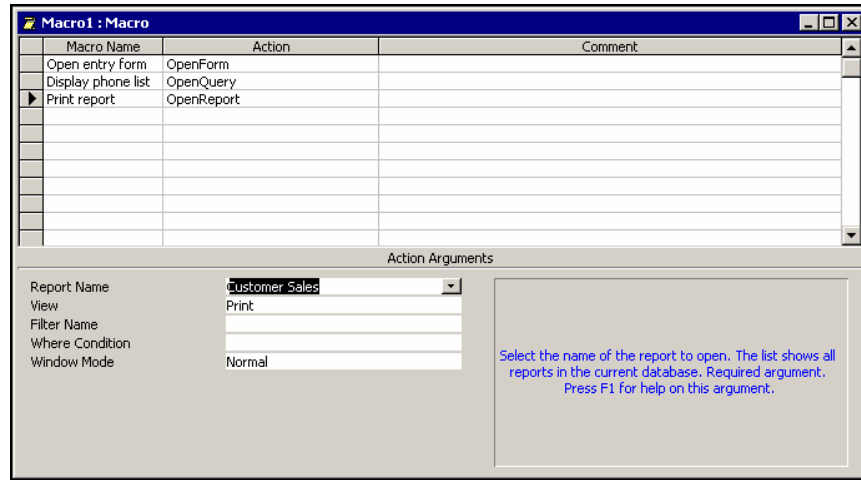 Macro1 : Macro
Macro Name Action Comment
Open entry form OpenForm
Display phone list OpenQuery
Print report OpenReport
Action Arguments
Report Name Customer Sales
View Print
Filter Name
Where Condition
Window Mode Normal
Select the name of the report to open. The list shows all
reports in the current database. Required argument.
Press F1 for help on this argument.